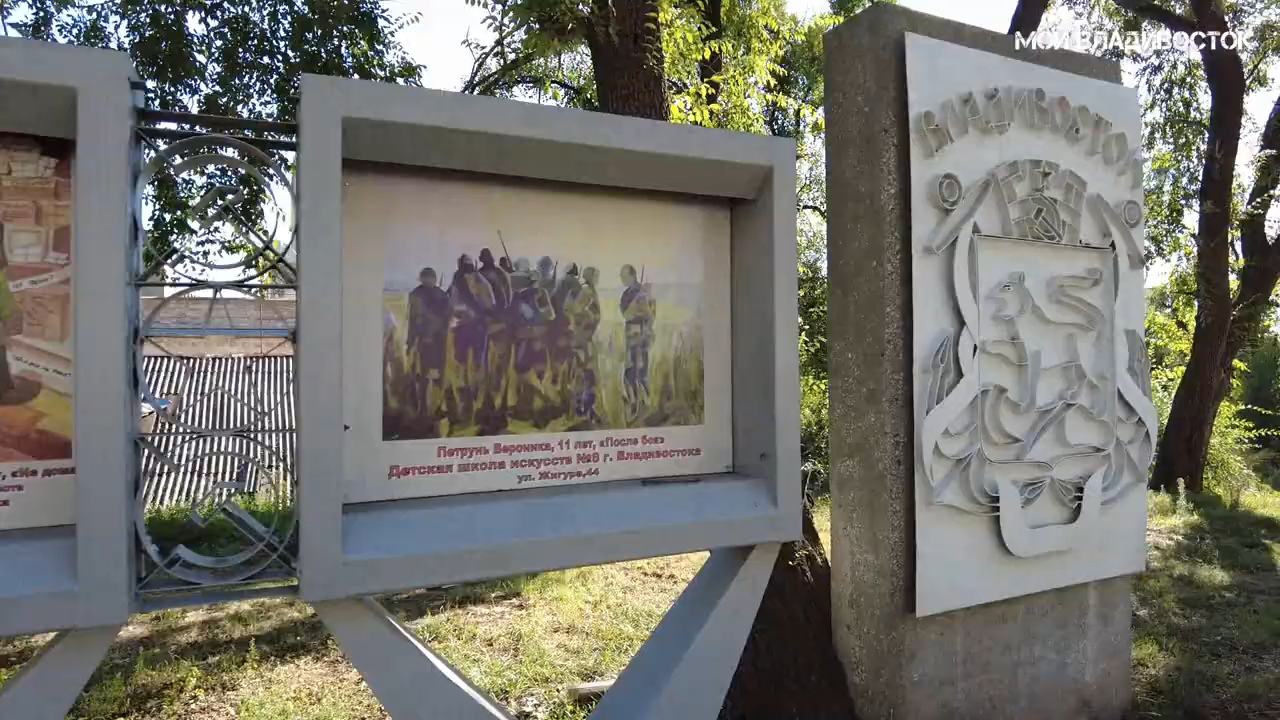 МОЙ ВЛАДИВОСТОК
ВЛАДИВОСТОК
Петрунь Вероника, 11 лет, «После боя»
Детская школа искусств №8 г. Владивостока
ул. Жигура,44